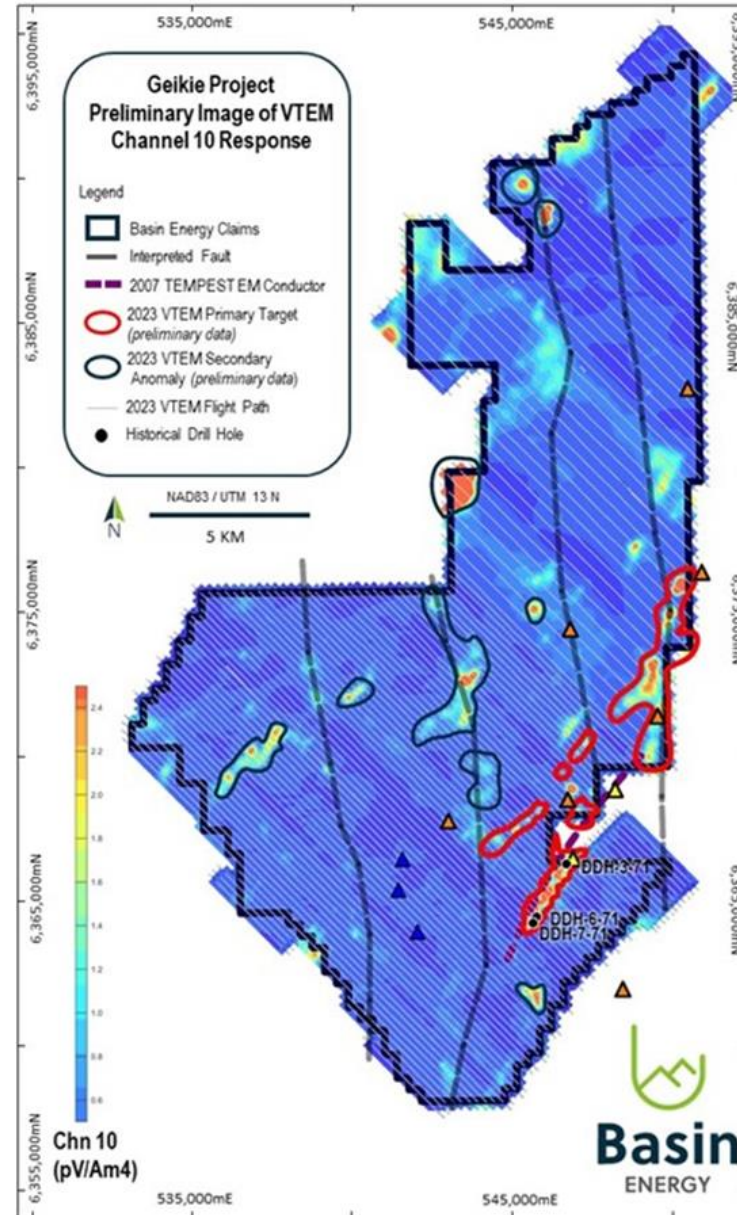 535,000mE
545,000mE
6,395,000mN
Geikie Project
Preliminary Image of VTEM
Channel 10 Response
Legend
Basin Energy Claims
Interpreted Fault
2007 TEMPEST EM Conductor
2023 VTEM Primary Target
(preliminary data)
2023 VTEM Secondary
Anomaly (preliminary data)
2023 VTEM Flight Path
Historical Drill Hole
6,385,000mN
6,385,000mN
NAD83 / UTM 13 N
N
5 KM
6,375,000mN
2.4
2.2
2.0
1.8
1.6
1.4
1.2
1.0
0.8
0.6
Chn 10
(pV/Am4)
DDH-3-71
DDH-6-71
DDH-7-71
6,365,000mN
6,355,000mN
Basin
ENERGY
535,000mE
545,000mE